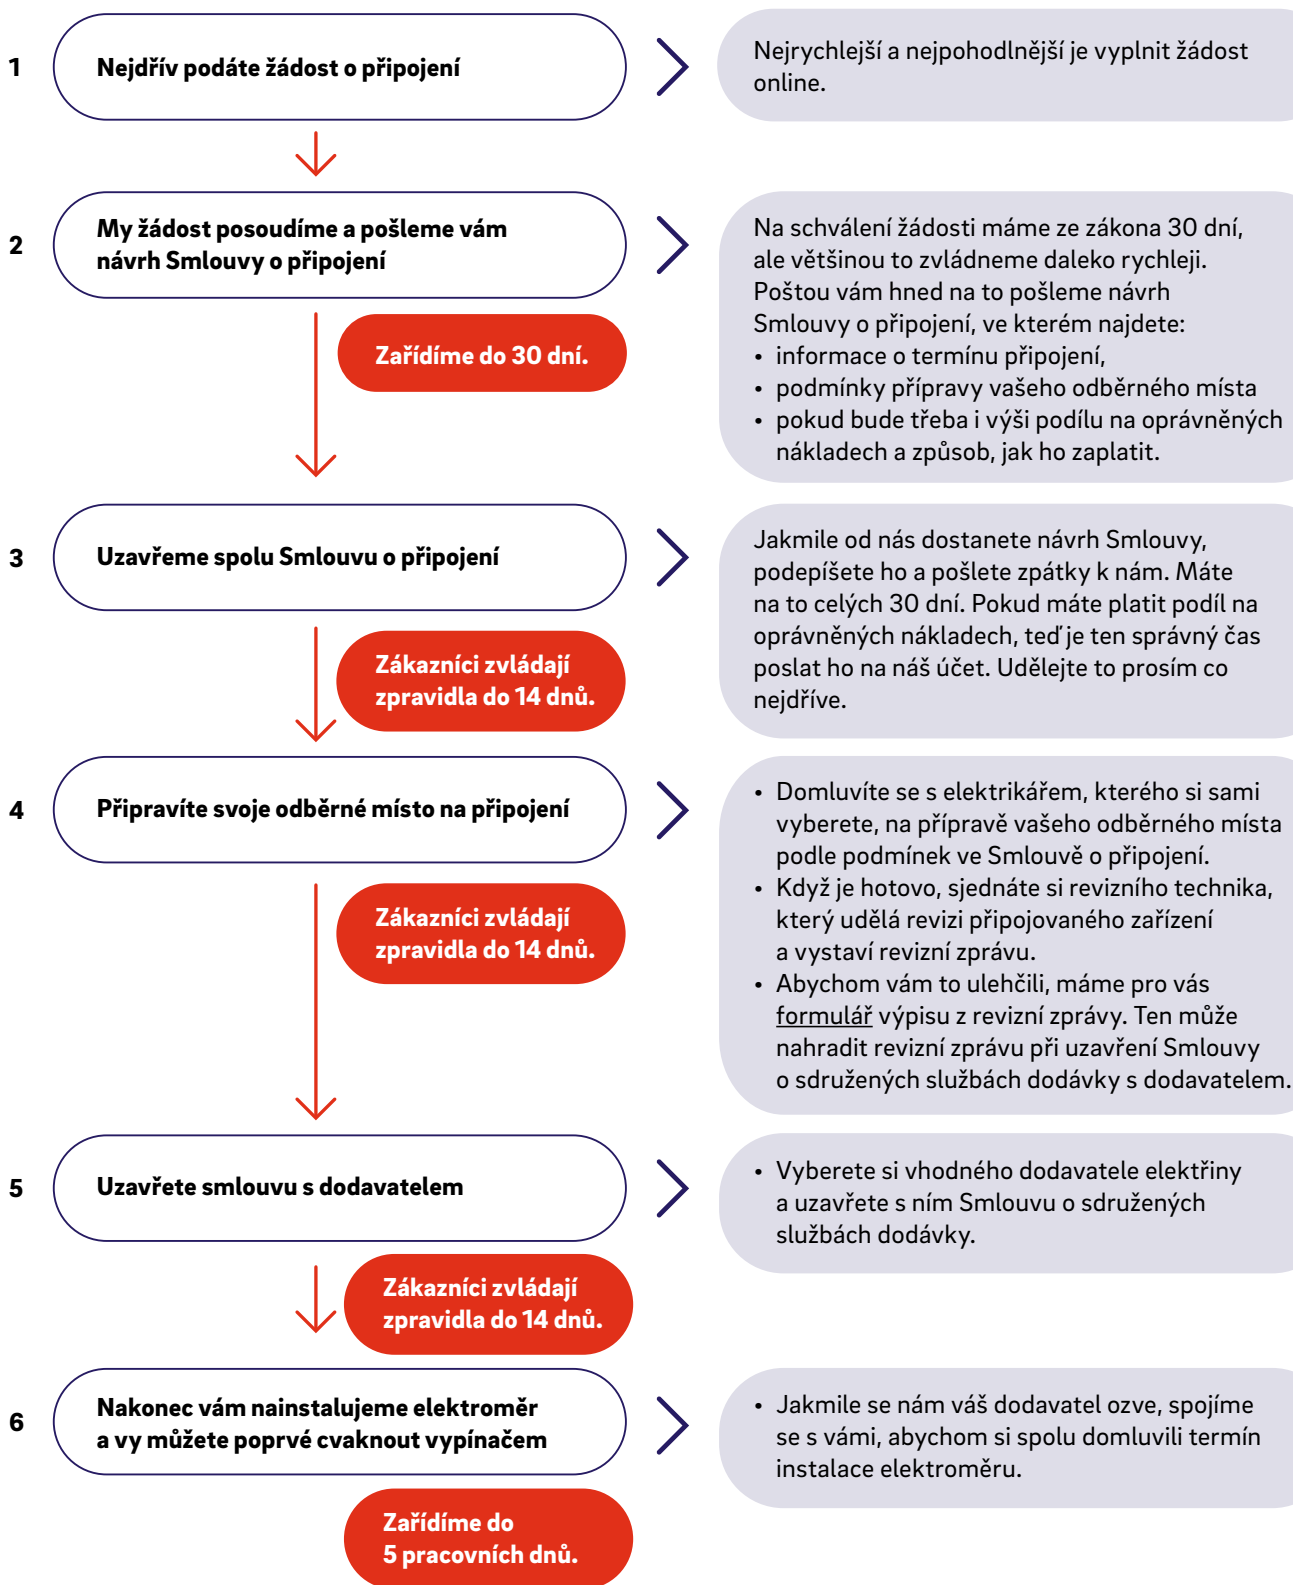 1
Nejdřív podáte žádost o připojení
Nejrychlejší a nejpohodlnější je vyplnit žádost
online.
2
My žádost posoudíme a pošleme vám
návrh Smlouvy o připojení
Na schválení žádosti máme ze zákona 30 dní,
ale většinou to zvládneme daleko rychleji.
Poštou vám hned na to pošleme návrh
Smlouvy o připojení, ve kterém najdete:
• informace o termínu připojení,
• podmínky přípravy vašeho odběrného místa
• pokud bude třeba i výši podílu na oprávněných
nákladech a způsob, jak ho zaplatit.
Zařídíme do 30 dní.
3
Uzavřeme spolu Smlouvu o připojení
Jakmile od nás dostanete návrh Smlouvy,
podepíšete ho a pošlete zpátky k nám. Máte
na to celých 30 dní. Pokud máte platit podíl na
oprávněných nákladech, teď je ten správný čas
poslat ho na náš účet. Udělejte to prosím co
nejdříve.
Zákazníci zvládají
zpravidla do 14 dnů.
4
Připravíte svoje odběrné místo na připojení
• Domluvíte se s elektrikářem, kterého si sami
vyberete, na přípravě vašeho odběrného místa
podle podmínek ve Smlouvě o připojení.
• Když je hotovo, sjednáte si revizního technika,
který udělá revizi připojovaného zařízení
a vystaví revizní zprávu.
• Abychom vám to ulehčili, máme pro vás
formulář výpisu z revizní zprávy. Ten může
nahradit revizní zprávu při uzavření Smlouvy
o sdružených službách dodávky s dodavatelem.
Zákazníci zvládají
zpravidla do 14 dnů.
5
Uzavřete smlouvu s dodavatelem
• Vyberete si vhodného dodavatele elektřiny
a uzavřete s ním Smlouvu o sdružených
službách dodávky.
Zákazníci zvládají
zpravidla do 14 dnů.
6
Nakonec vám nainstalujeme elektroměr
a vy můžete poprvé cvaknout vypínačem
• Jakmile se nám váš dodavatel ozve, spojíme
se s vámi, abychom si spolu domluvili termín
instalace elektroměru.
Zařídíme do
5 pracovních dnů.